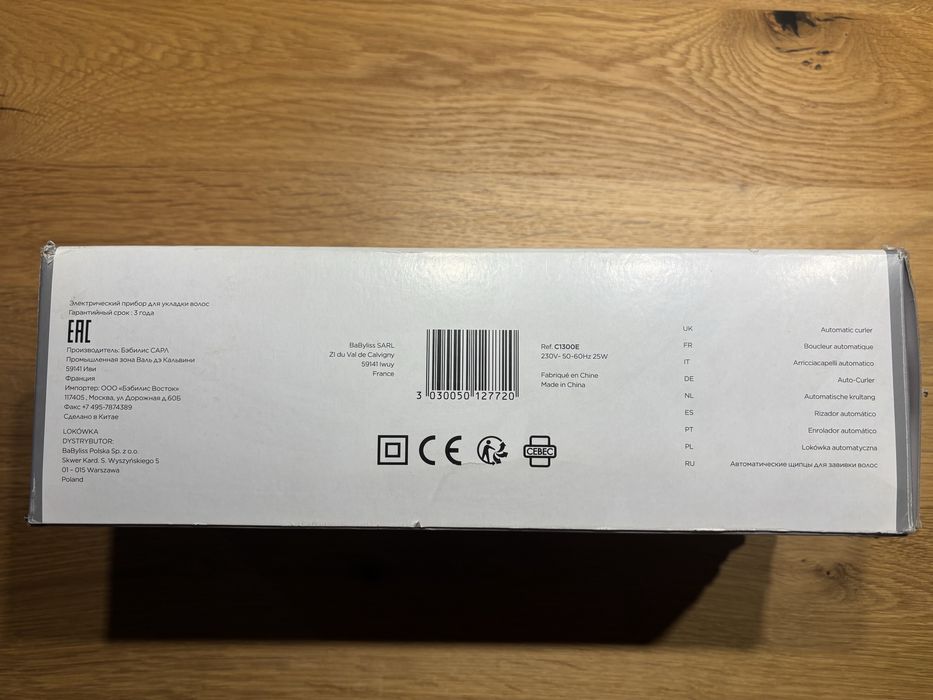 Электрический прибор для укладки волос
Гарантийный срок : 3 года
EAC
Производитель: Бэбилис САРЛ
Промышленная зона Валь дэ Кальвини
59141 Иви
Франция
Импортер: ООО «Бэбилис Восток»
117405, Москва, ул Дорожная д.60Б
Факс +7 495-7874389
Сделано в Китае
LOKÓWKA
DYSTRYBUTOR:
BaByliss Polska Sp. z o.o.
Skwer Kard. S. Wyszyńskiego 5
01 - 015 Warszawa
Poland
BaByliss SARL
ZI du Val de Calvigny
59141 Iwuy
France
3 030050 127720
Ref. C1300E
230V~ 50-60Hz 25W
Fabriqué en Chine
Made in China
CE
CEBEC
UK Automatic curler
FR Boucleur automatique
IT Arricciacapelli automatico
DE Auto-Curler
NL Automatische krultang
ES Rizador automático
PT Enrolador automático
PL Lokówka automatyczna
RU Автоматические щипцы для завивки волос